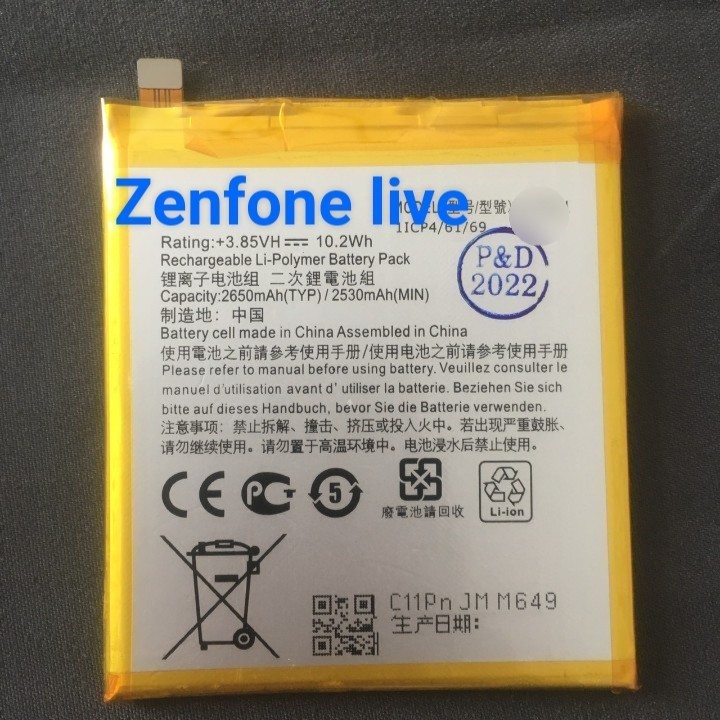 Zenfone live
MODEL/型号/型號
1ICP4/61/69
Rating:+3.85VH 10.2Wh
Rechargeable Li-Polymer Battery Pack
P&D
2022
锂离子电池组 二次鋰電池組
Capacity:2650mAh(TYP)/2530mAh(MIN)
制造地: 中国
Battery cell made in China Assembled in China
使用電池之前請參考使用手册/使用电池之前请参考使用手册
Please refer to manual before using battery. Veuillez consulter le
manuel d'utilisation avant d' utiliser la batterie. Beziehen Sie sich
bitte auf dieses Handbuch, bevor Sie die Batterie verwenden.
注意事项: 禁止拆解、撞击、挤压或投入火中。若出现严重鼓胀、
请勿继续使用。请勿置于高温环境中。电池浸水后禁止使用。
CE PC 5
廢電池請回收
Li-ion
C11Pn JM M649
生产日期: